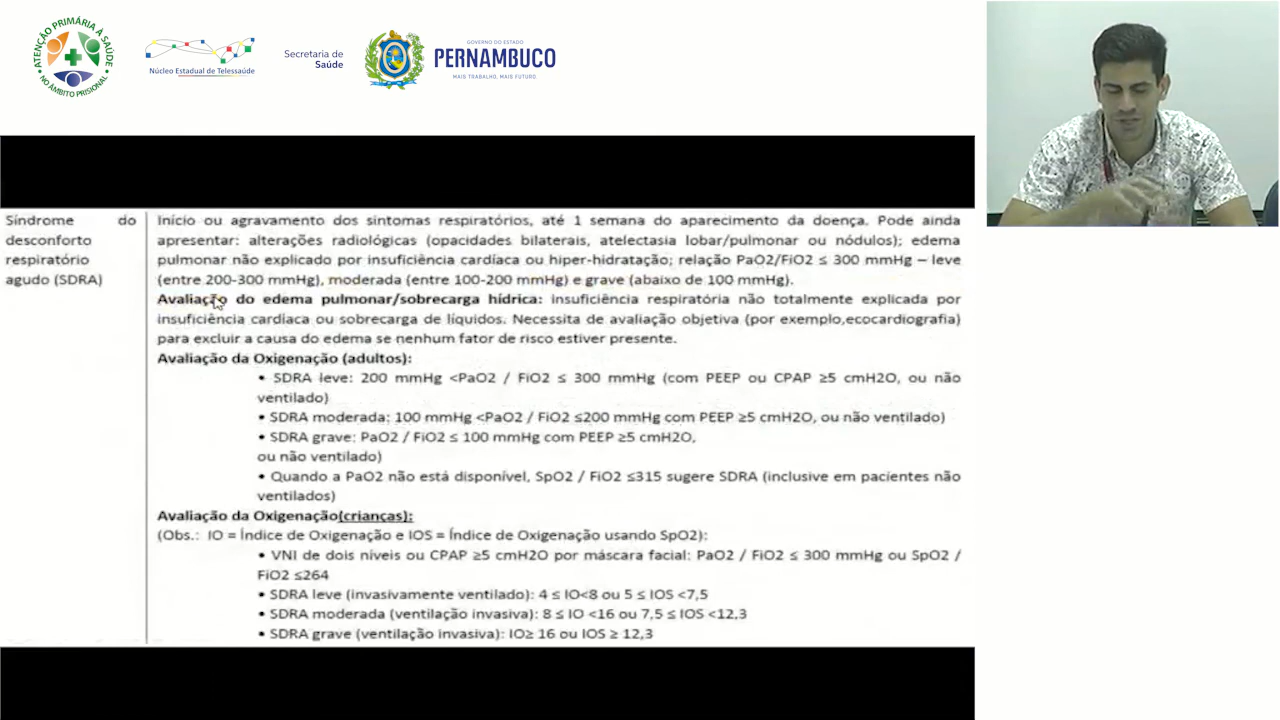 ATENÇÃO PRIMÁRIA À SAÚDE
NO ÂMBITO PRISIONAL
Núcleo Estadual de Telessaúde
Secretaria de
Saúde
GOVERNO DO ESTADO
PERNAMBUCO
MAIS TRABALHO, MAIS FUTURO.
Síndrome do
desconforto
respiratório
agudo (SDRA)
Início ou agravamento dos sintomas respiratórios, até 1 semana do aparecimento da doença. Pode ainda
apresentar: alterações radiológicas (opacidades bilaterais, atelectasia lobar/pulmonar ou nódulos); edema
pulmonar não explicado por insuficiência cardíaca ou hiper-hidratação; relação PaO2/FiO2 ≤ 300 mmHg – leve
(entre 200-300 mmHg), moderada (entre 100-200 mmHg) e grave (abaixo de 100 mmHg).
Avaliação do edema pulmonar/sobrecarga hídrica: insuficiência respiratória não totalmente explicada por
insuficiência cardíaca ou sobrecarga de líquidos. Necessita de avaliação objetiva (por exemplo,ecocardiografia)
para excluir a causa do edema se nenhum fator de risco estiver presente.
Avaliação da Oxigenação (adultos):
• SDRA leve: 200 mmHg <PaO2 / FiO2 ≤ 300 mmHg (com PEEP ou CPAP ≥5 cmH2O, ou não
ventilado)
• SDRA moderada: 100 mmHg <PaO2 / FiO2 ≤200 mmHg com PEEP ≥5 cmH2O, ou não ventilado)
• SDRA grave: PaO2 / FiO2 ≤ 100 mmHg com PEEP ≥5 cmH2O,
ou não ventilado)
• Quando a PaO2 não está disponível, SpO2 / FiO2 ≤315 sugere SDRA (inclusive em pacientes não
ventilados)
Avaliação da Oxigenação(crianças):
(Obs.: IO = Índice de Oxigenação e IOS = Índice de Oxigenação usando SpO2):
• VNI de dois níveis ou CPAP ≥5 cmH2O por máscara facial: PaO2 / FiO2 ≤ 300 mmHg ou SpO2 /
FiO2 ≤264
• SDRA leve (invasivamente ventilado): 4 ≤ IO<8 ou 5 ≤ IOS <7,5
• SDRA moderada (ventilação invasiva): 8 ≤ IO <16 ou 7,5 ≤ IOS <12,3
• SDRA grave (ventilação invasiva): IO≥ 16 ou IOS ≥ 12,3